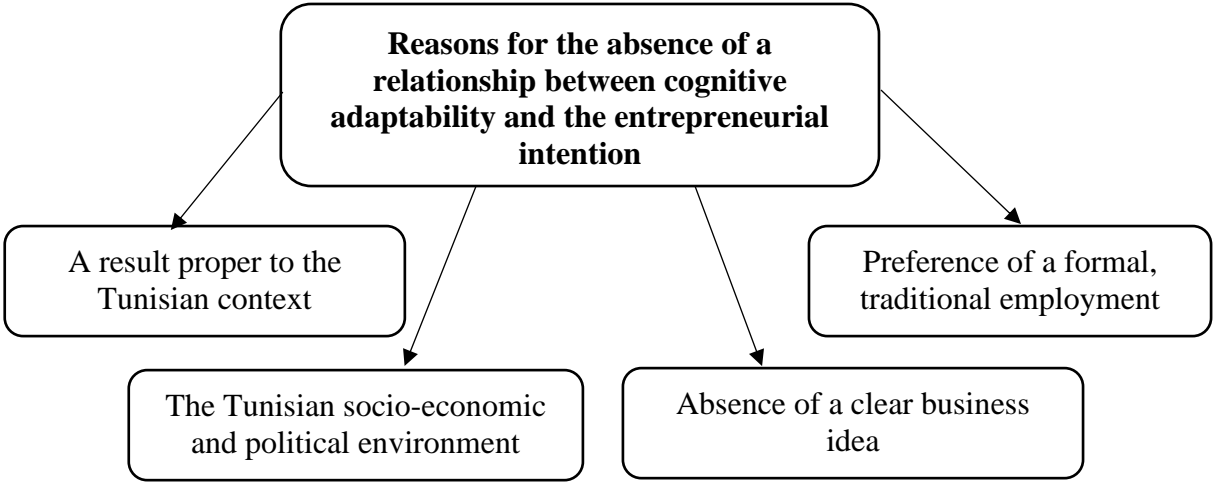 Reasons for the absence of a
relationship between cognitive
adaptability and the entrepreneurial
intention
A result proper to the
Tunisian context
Preference of a formal,
traditional employment
The Tunisian socio-economic
and political environment
Absence of a clear business
idea